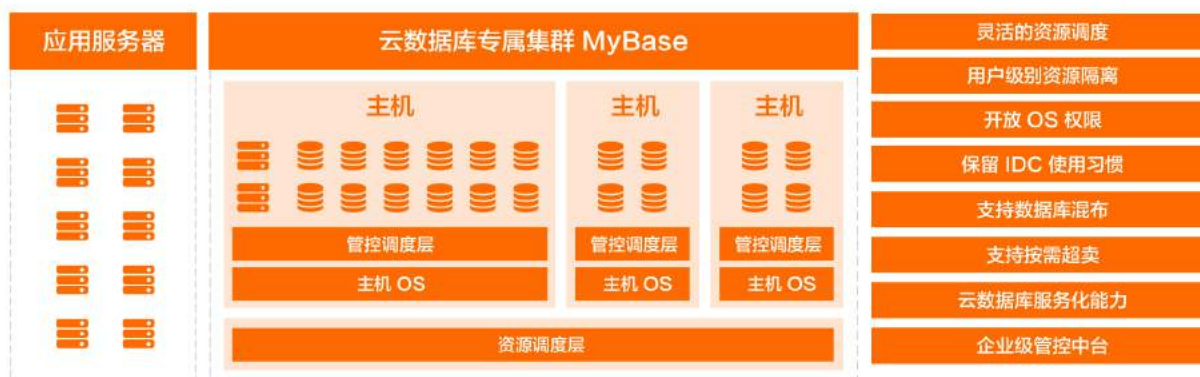 应用服务器
云数据库专属集群 MyBase
主机
主机
主机
管控调度层
管控调度层
管控调度层
主机 OS
主机 OS
主机 OS
资源调度层
灵活的资源调度
用户级别资源隔离
开放 OS 权限
保留 IDC 使用习惯
支持数据库混布
支持按需超卖
云数据库服务化能力
企业级管控中台